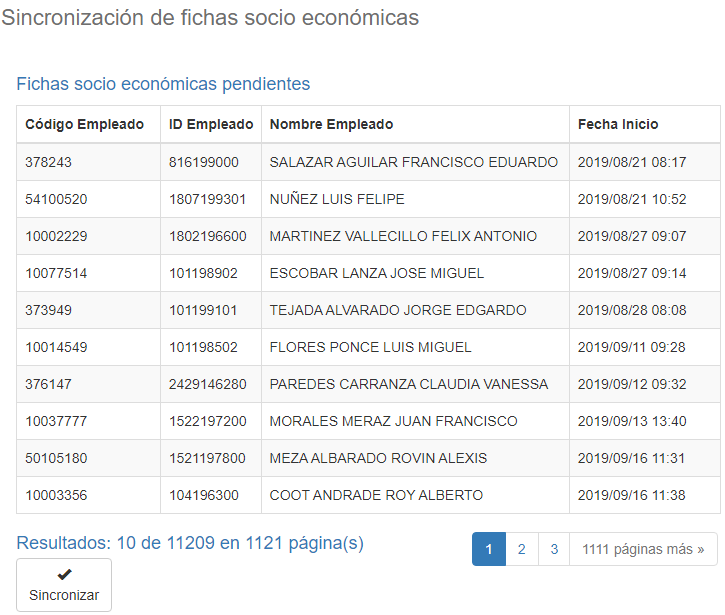 Sincronización de fichas socio económicas
Fichas socio económicas pendientes
Código Empleado ID Empleado Nombre Empleado Fecha Inicio
378243 816199000 SALAZAR AGUILAR FRANCISCO EDUARDO 2019/08/21 08:17
54100520 1807199301 NUÑEZ LUIS FELIPE 2019/08/21 10:52
10002229 1802196600 MARTINEZ VALLECILLO FELIX ANTONIO 2019/08/27 09:07
10077514 101198902 ESCOBAR LANZA JOSE MIGUEL 2019/08/27 09:14
373949 101199101 TEJADA ALVARADO JORGE EDGARDO 2019/08/28 08:08
10014549 101198502 FLORES PONCE LUIS MIGUEL 2019/09/11 09:28
376147 2429146280 PAREDES CARRANZA CLAUDIA VANESSA 2019/09/12 09:32
10037777 1522197200 MORALES MERAZ JUAN FRANCISCO 2019/09/13 13:40
50105180 1521197800 MEZA ALBARADO ROVIN ALEXIS 2019/09/16 11:31
10003356 104196300 COOT ANDRADE ROY ALBERTO 2019/09/16 11:38
Resultados: 10 de 11209 en 1121 página(s) 1 2 3 1111 páginas más »
Sincronizar